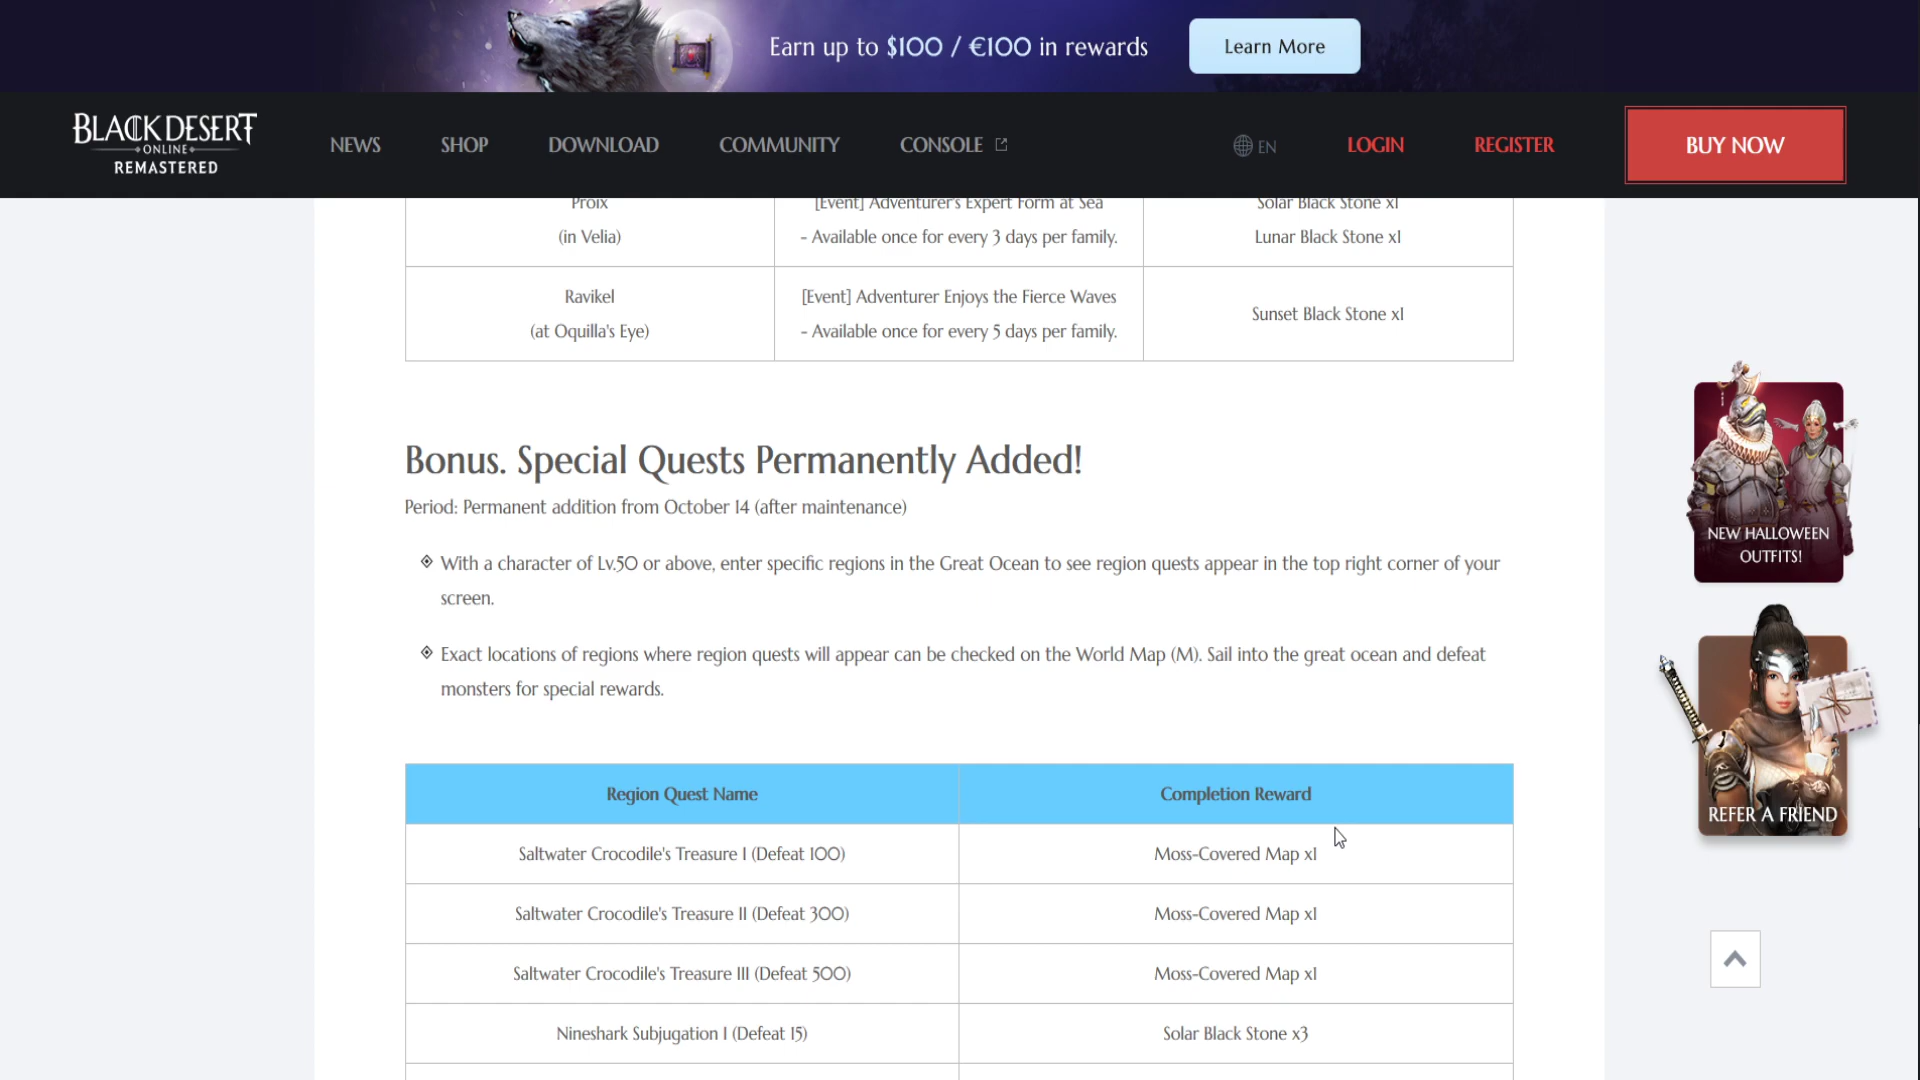 Earn up to $100 / €100 in rewards
Learn More
BLACK DESERT
ONLINE
REMASTERED
NEWS
SHOP
DOWNLOAD
COMMUNITY
CONSOLE
EN
LOGIN
REGISTER
BUY NOW
Proix
(in Velia)
[Event] Adventurer's Expert Form at Sea
- Available once for every 3 days per family.
Solar Black Stone x1
Lunar Black Stone x1
Ravikel
(at Oquilla's Eye)
[Event] Adventurer Enjoys the Fierce Waves
- Available once for every 5 days per family.
Sunset Black Stone x1
Bonus. Special Quests Permanently Added!
Period: Permanent addition from October 14 (after maintenance)
With a character of Lv.50 or above, enter specific regions in the Great Ocean to see region quests appear in the top right corner of your
screen.
Exact locations of regions where region quests will appear can be checked on the World Map (M). Sail into the great ocean and defeat
monsters for special rewards.
Region Quest Name
Completion Reward
Saltwater Crocodile's Treasure I (Defeat 100)
Moss-Covered Map x1
Saltwater Crocodile's Treasure II (Defeat 300)
Moss-Covered Map x1
Saltwater Crocodile's Treasure III (Defeat 500)
Moss-Covered Map x1
Nineshark Subjugation I (Defeat 15)
Solar Black Stone x3
NEW HALLOWEEN
OUTFITS!
REFER A FRIEND